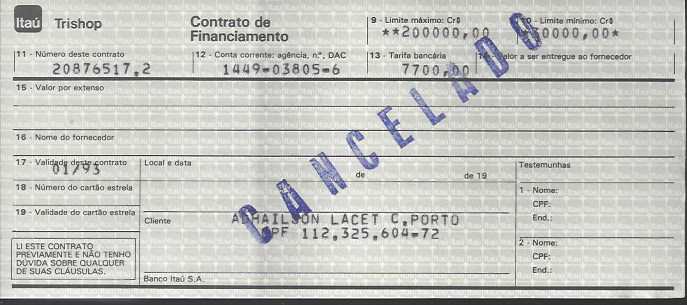 Itaú Trishop
Contrato de
Financiamento
9 - Limite máximo: Cr$
**200000,00
10 - Limite mínimo: Cr$
*30000,00*
11 - Número deste contrato
20876517,2
12 - Conta corrente: agência, n.º, DAC
1449-03805-6
13 - Tarifa bancária
7700,00
14 - Valor a ser entregue ao fornecedor
15 - Valor por extenso
CANCELADO
16 - Nome do fornecedor
17 - Validade deste contrato
01/93
Local e data
de de 19
Testemunhas
18 - Número do cartão estrela
1 - Nome:
CPF:
End.:
19 - Validade do cartão estrela
Cliente
ADHAILSON LACET C,PORTO
CPF 112,325,604-72
LI ESTE CONTRATO
PREVIAMENTE E NÃO TENHO
DÚVIDA SOBRE QUALQUER
DE SUAS CLÁUSULAS.
2 - Nome:
CPF:
End.:
Banco Itaú S.A.